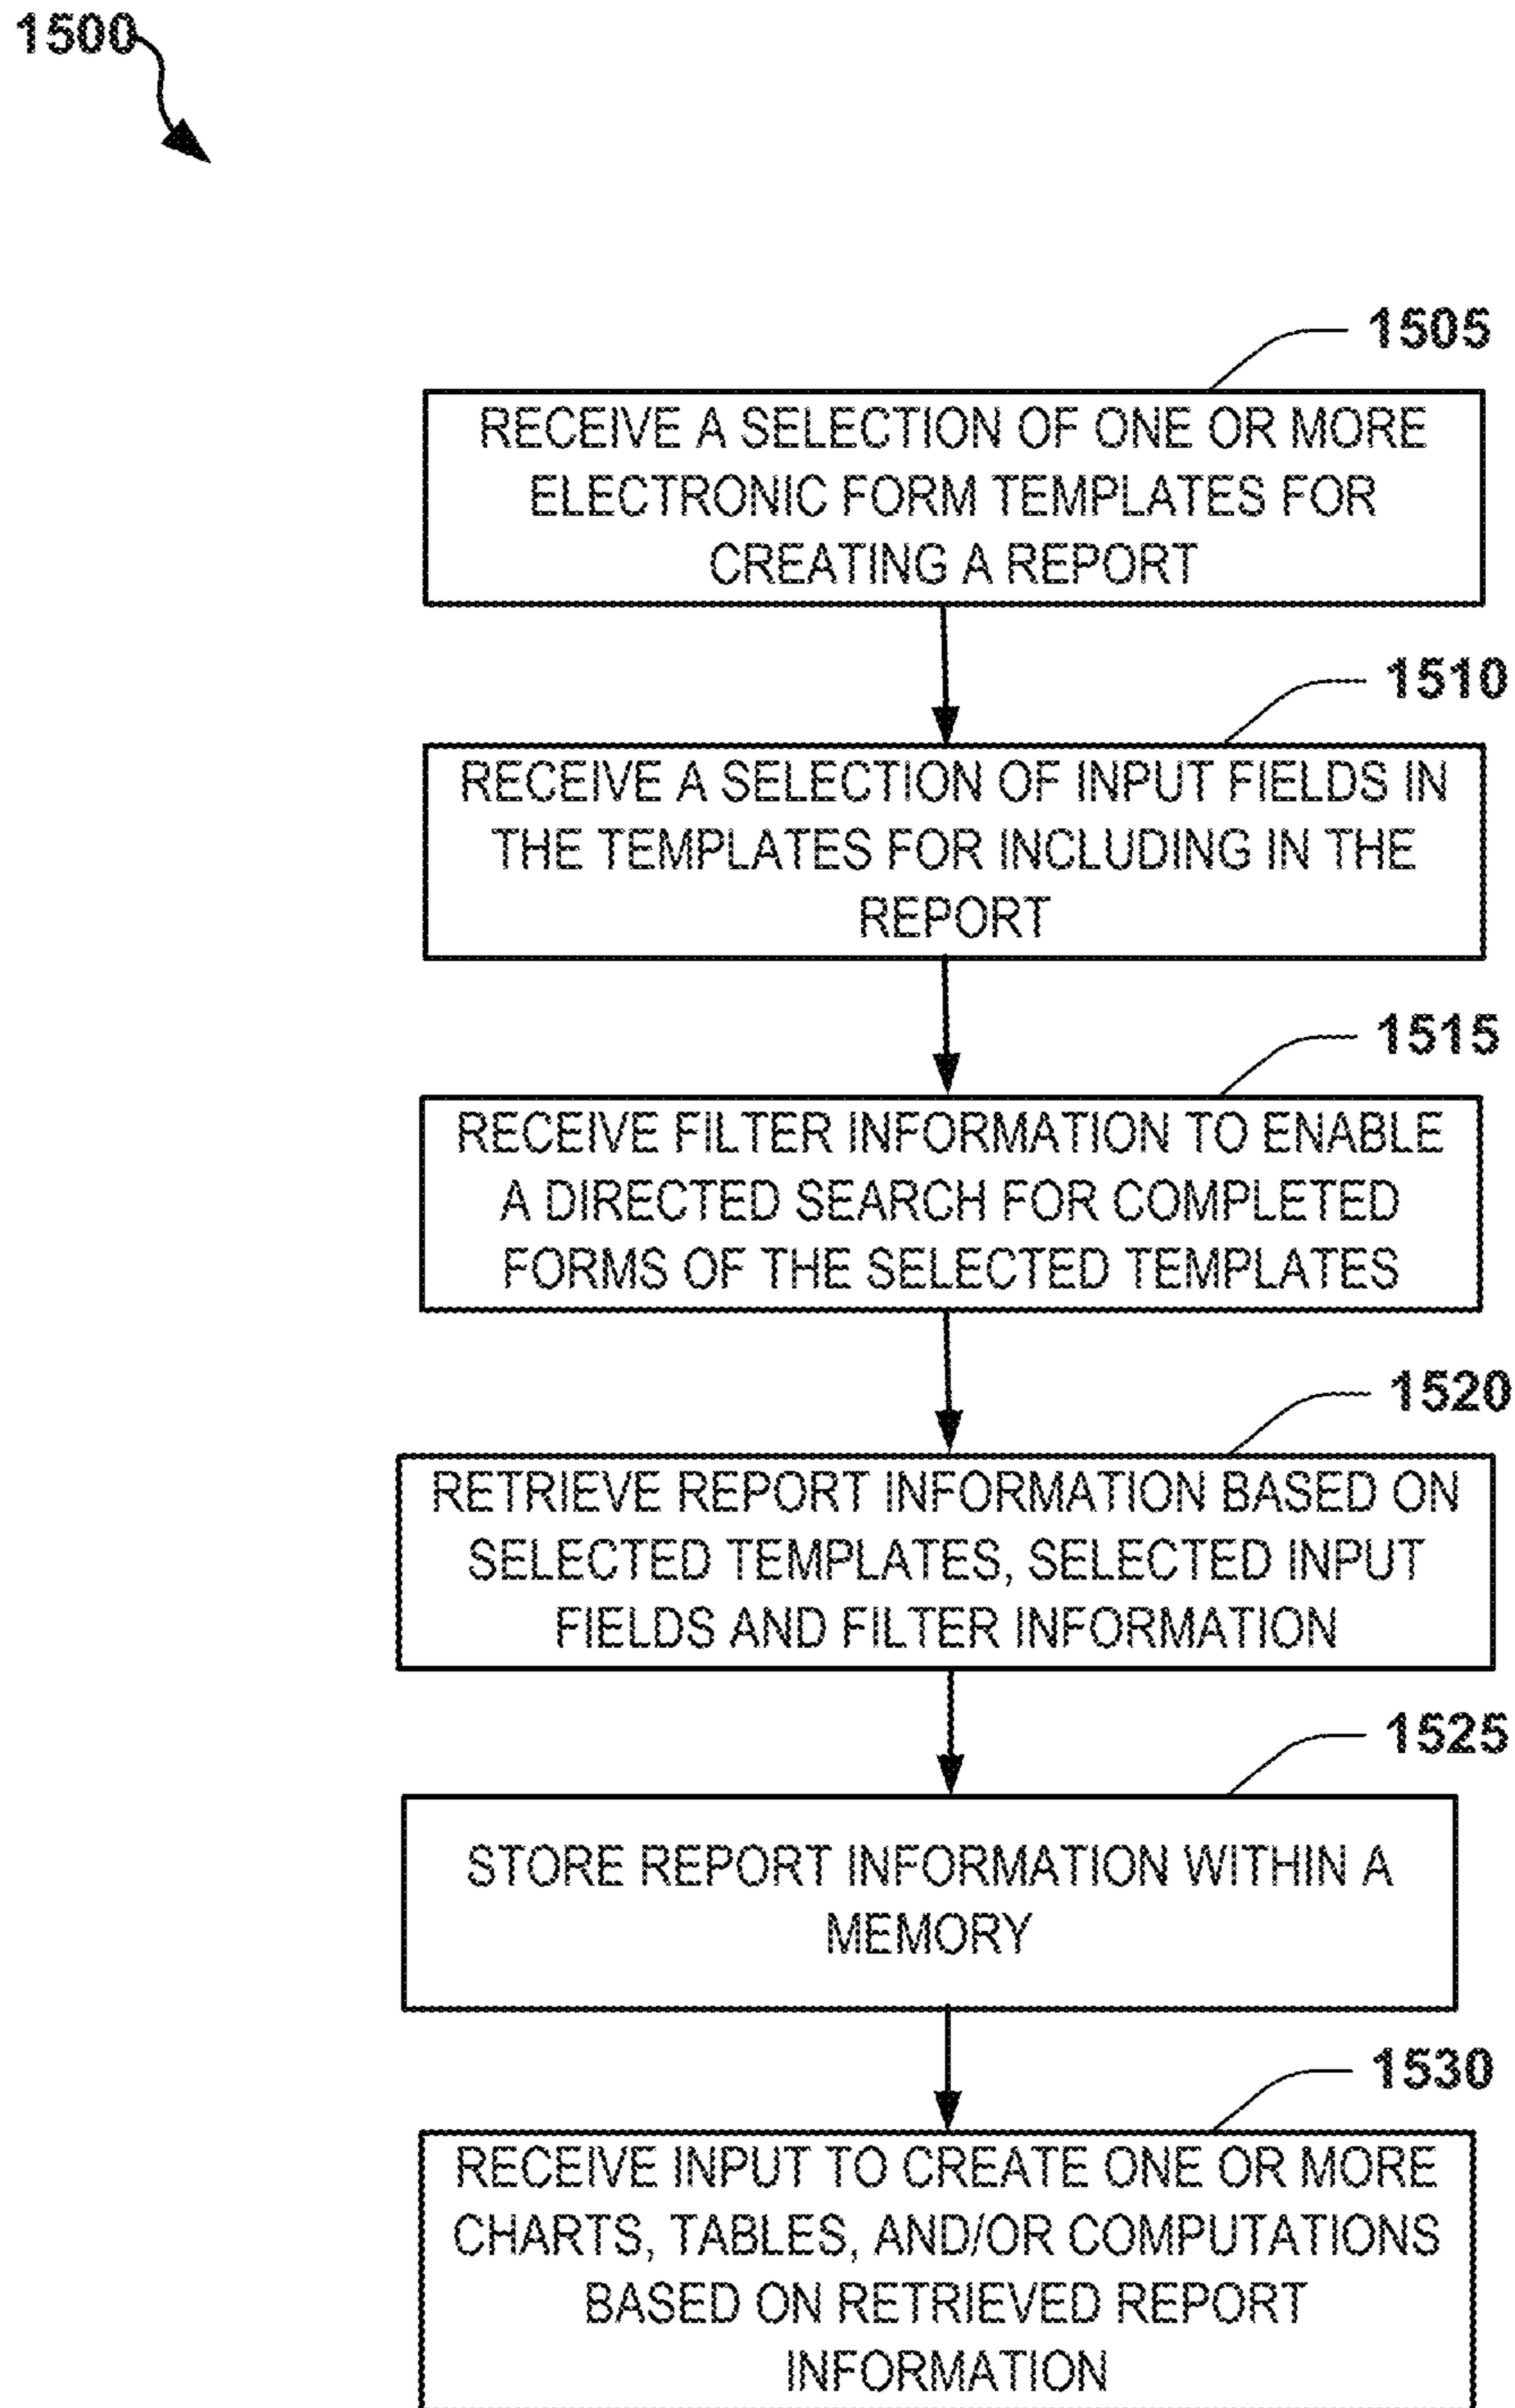 1500
1505
RECEIVE A SELECTION OF ONE OR MORE
ELECTRONIC FORM TEMPLATES FOR
CREATING A REPORT
1510
RECEIVE A SELECTION OF INPUT FIELDS IN
THE TEMPLATES FOR INCLUDING IN THE
REPORT
1515
RECEIVE FILTER INFORMATION TO ENABLE
A DIRECTED SEARCH FOR COMPLETED
FORMS OF THE SELECTED TEMPLATES
1520
RETRIEVE REPORT INFORMATION BASED ON
SELECTED TEMPLATES, SELECTED INPUT
FIELDS AND FILTER INFORMATION
1525
STORE REPORT INFORMATION WITHIN A
MEMORY
1530
RECEIVE INPUT TO CREATE ONE OR MORE
CHARTS, TABLES, AND/OR COMPUTATIONS
BASED ON RETRIEVED REPORT
INFORMATION